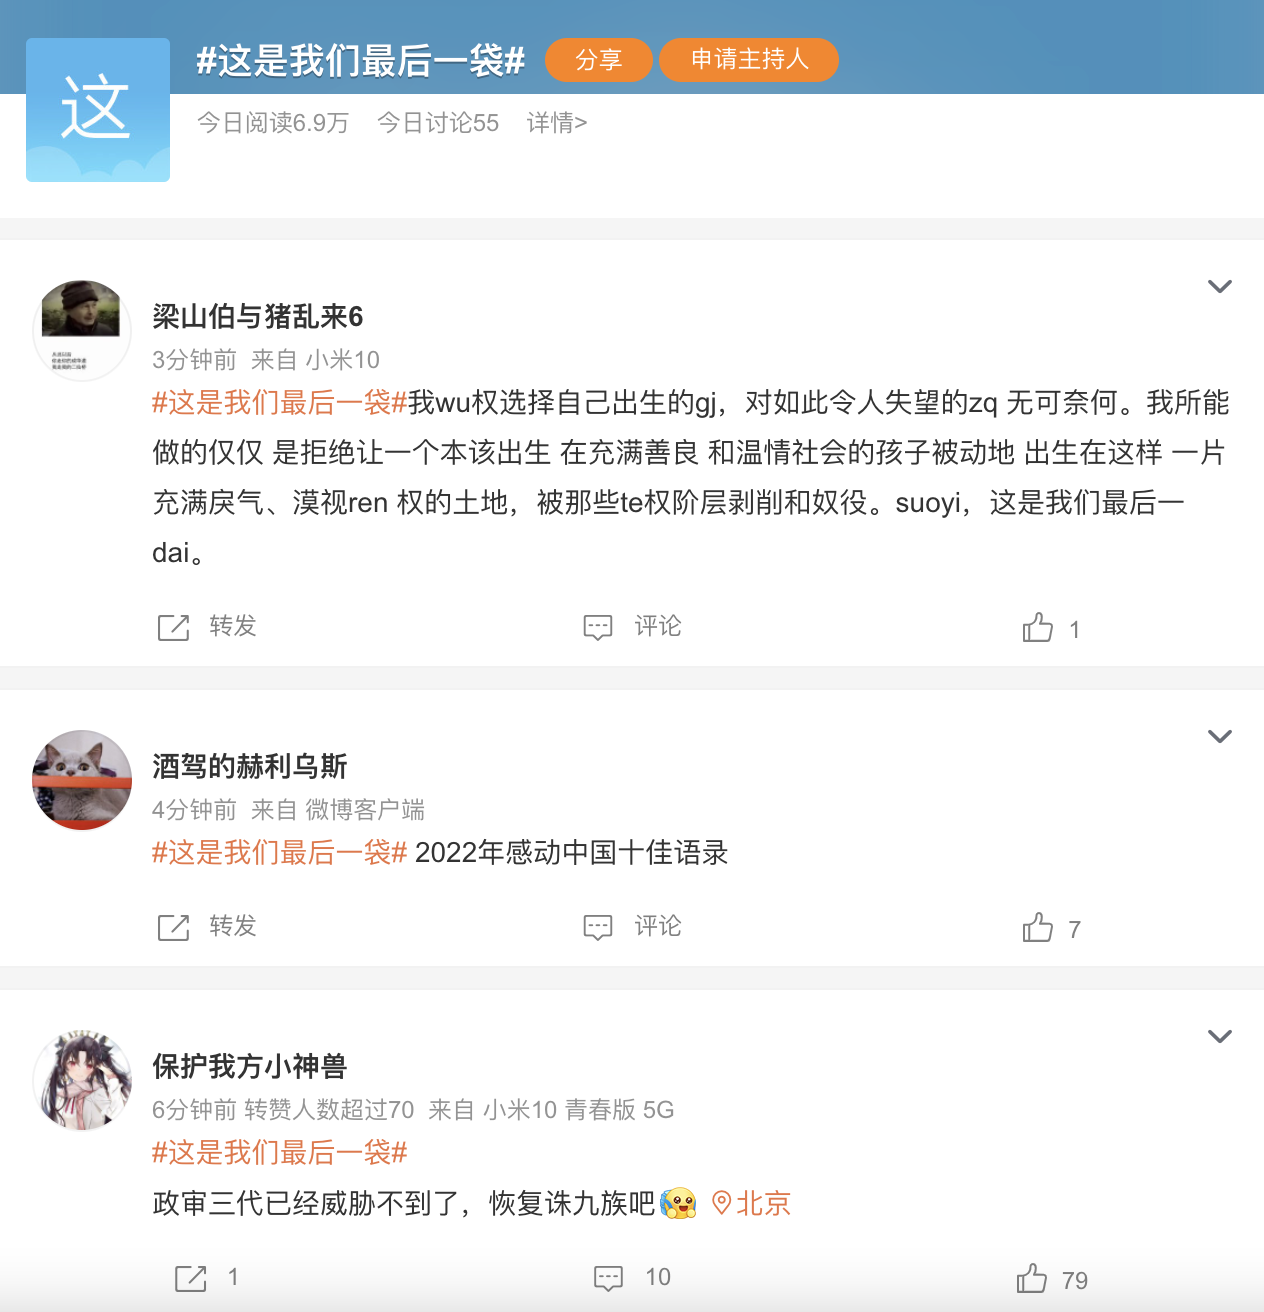 这
#这是我们最后一袋#
分享
申请主持人
今日阅读6.9万 今日讨论55 详情>
梁山伯与猪乱来6
3分钟前 来自 小米10
#这是我们最后一袋#我wu权选择自己出生的gj，对如此令人失望的zq 无可奈何。我所能
做的仅仅 是拒绝让一个本该出生 在充满善良 和温情社会的孩子被动地 出生在这样 一片
充满戾气、漠视ren 权的土地，被那些te权阶层剥削和奴役。suoyi，这是我们最后一
dai。
转发
评论
1
酒驾的赫利乌斯
4分钟前 来自 微博客户端
#这是我们最后一袋# 2022年感动中国十佳语录
转发
评论
7
保护我方小神兽
6分钟前 转赞人数超过70 来自 小米10 青春版 5G
#这是我们最后一袋#
政审三代已经威胁不到了，恢复诛九族吧 北京
1
10
79